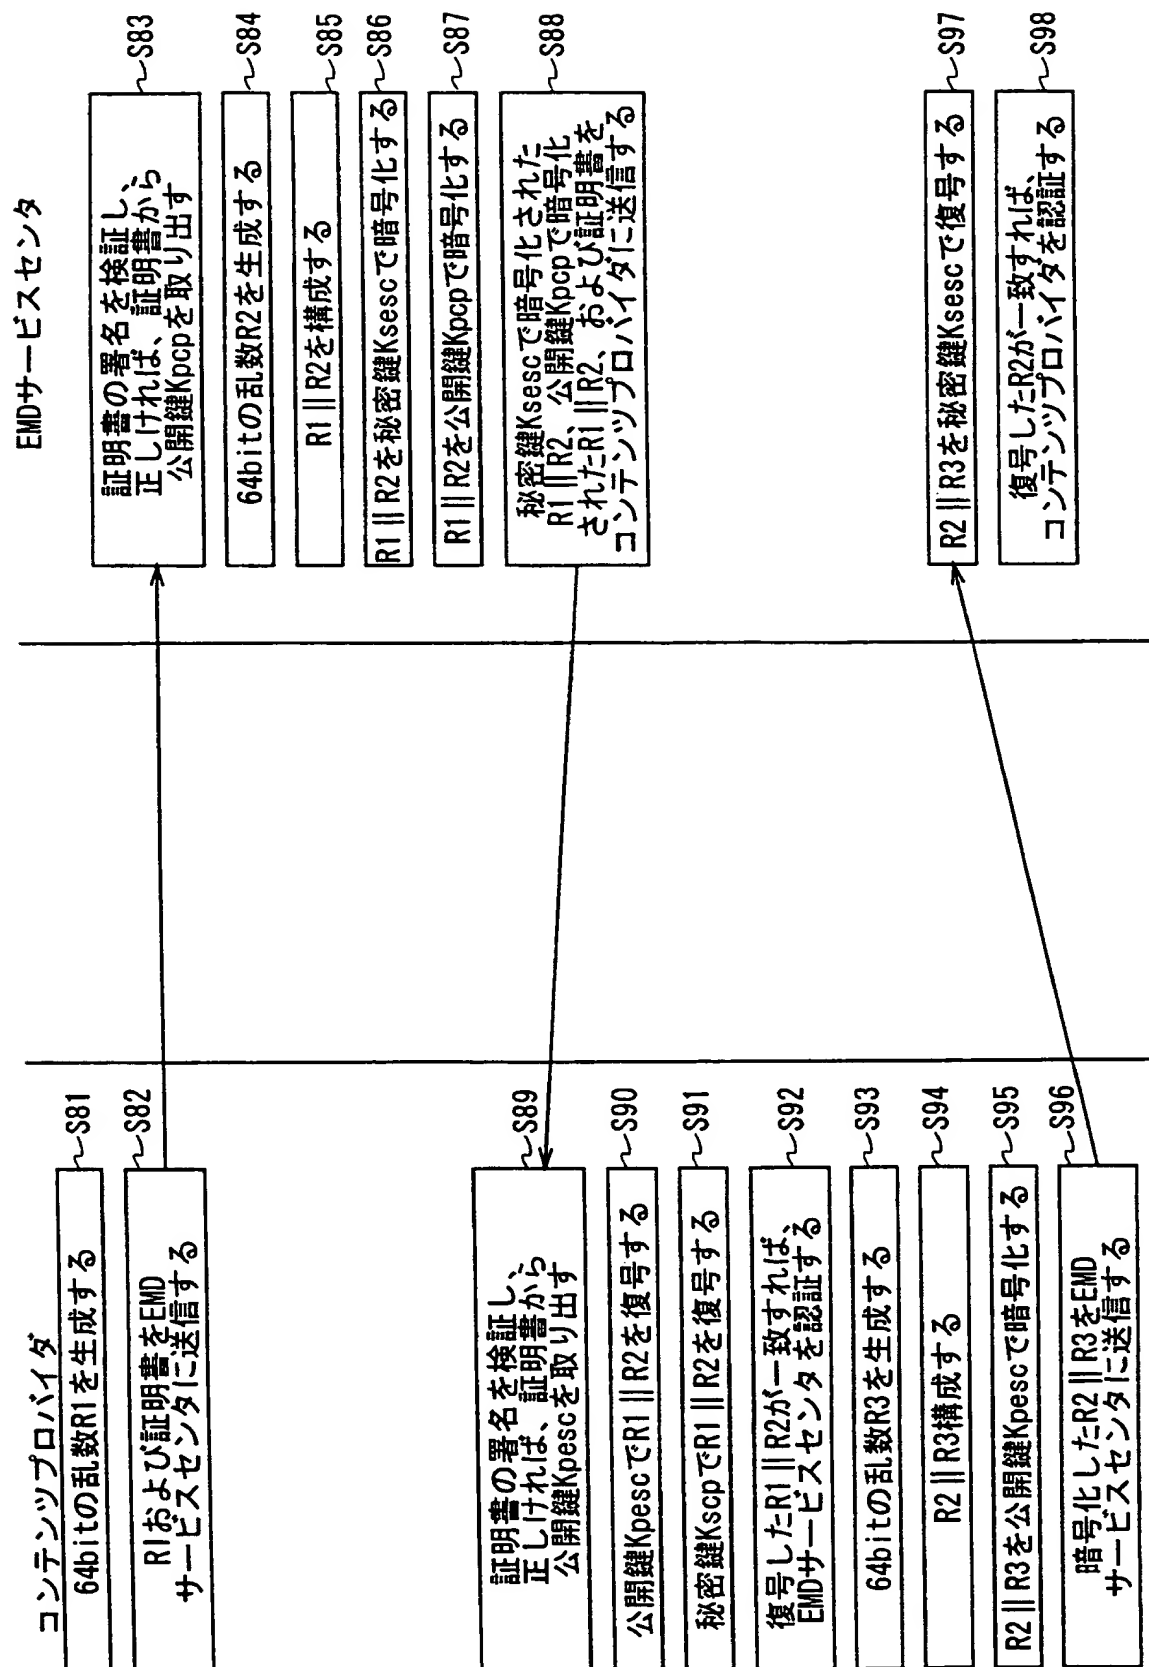 コンテンツプロバイダ
64bitの乱数R1を生成する
S81
R1および証明書をEMD
サービスセンタに送信する
S82
証明書の署名を検証し、
正しければ、証明書から
公開鍵Kpescを取り出す
S89
公開鍵KpescでR1||R2を復号する
S90
秘密鍵KscpでR1||R2を復号する
S91
復号したR1||R2が一致すれば、
EMDサービスセンタを認証する
S92
64bitの乱数R3を生成する
S93
R2||R3構成する
S94
R2||R3を公開鍵Kpescで暗号化する
S95
暗号化したR2||R3をEMD
サービスセンタに送信する
S96
EMDサービスセンタ
証明書の署名を検証し、
正しければ、証明書から
公開鍵Kpcpを取り出す
S83
64bitの乱数R2を生成する
S84
R1||R2を構成する
S85
R1||R2を秘密鍵Ksescで暗号化する
S86
R1||R2を公開鍵Kpcpで暗号化する
S87
秘密鍵Ksescで暗号化された
R1||R2、公開鍵Kpcpで暗号化
されたR1||R2、および証明書を
コンテンツプロバイダに送信する
S88
R2||R3を秘密鍵Ksescで復号する
S97
復号したR2が一致すれば、
コンテンツプロバイダを認証する
S98